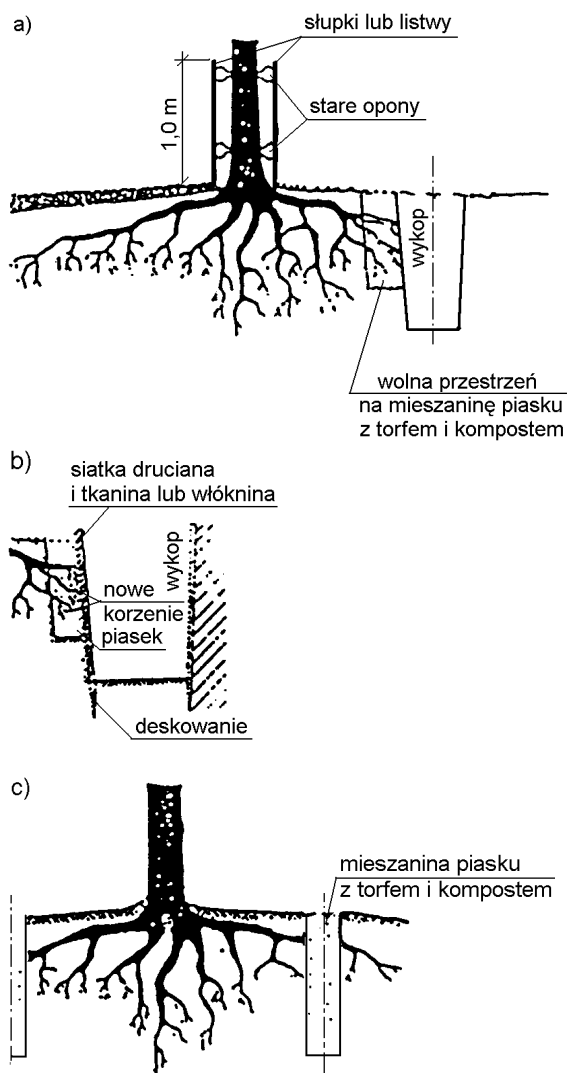 a)
słupki lub listwy
1,0 m
stare opony
wykop
wolna przestrzeń
na mieszaninę piasku
z torfem i kompostem
b)
siatka druciana
i tkanina lub włóknina
wykop
nowe
korzenie
piasek
deskowanie
c)
mieszanina piasku
z torfem i kompostem